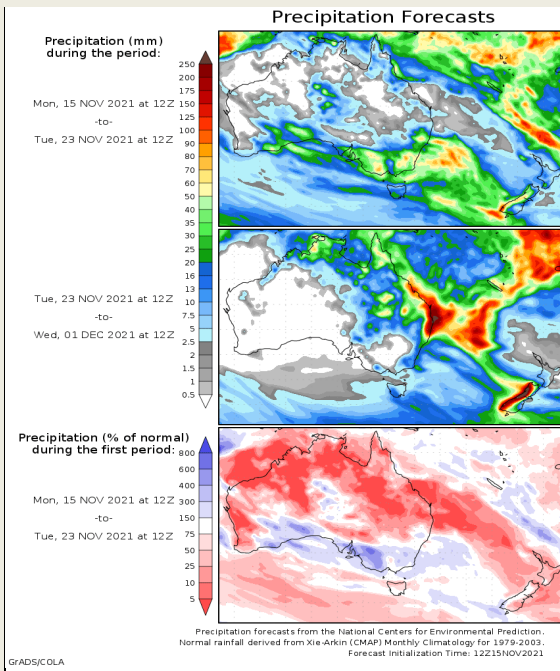 Precipitation Forecasts
Precipitation (mm)
during the period:
Mon, 15 NOV 2021 at 12Z
-to-
Tue, 23 NOV 2021 at 12Z
250
200
175
150
125
100
90
80
70
60
50
40
35
30
25
20
16
13
10
7.5
5
2.5
2
1.5
1
0.5
Tue, 23 NOV 2021 at 12Z
-to-
Wed, 01 DEC 2021 at 12Z
Precipitation (% of normal)
during the first period:
Mon, 15 NOV 2021 at 12Z
-to-
Tue, 23 NOV 2021 at 12Z
800
600
400
300
150
75
50
25
10
5
Precipitation forecasts from the National Centers for Environmental Prediction.
Normal rainfall derived from Xie-Arkin (CMAP) Monthly Climatology for 1979-2003.
Forecast Initialization Time: 12Z15NOV2021
GrADS/COLA